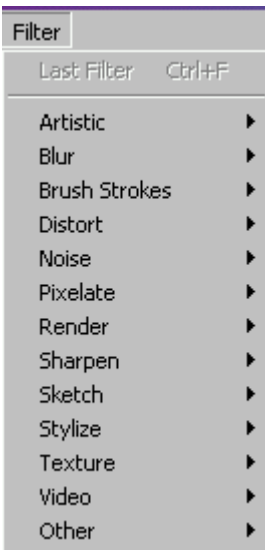 Filter
Last Filter Ctrl+F
Artistic
Blur
Brush Strokes
Distort
Noise
Pixelate
Render
Sharpen
Sketch
Stylize
Texture
Video
Other